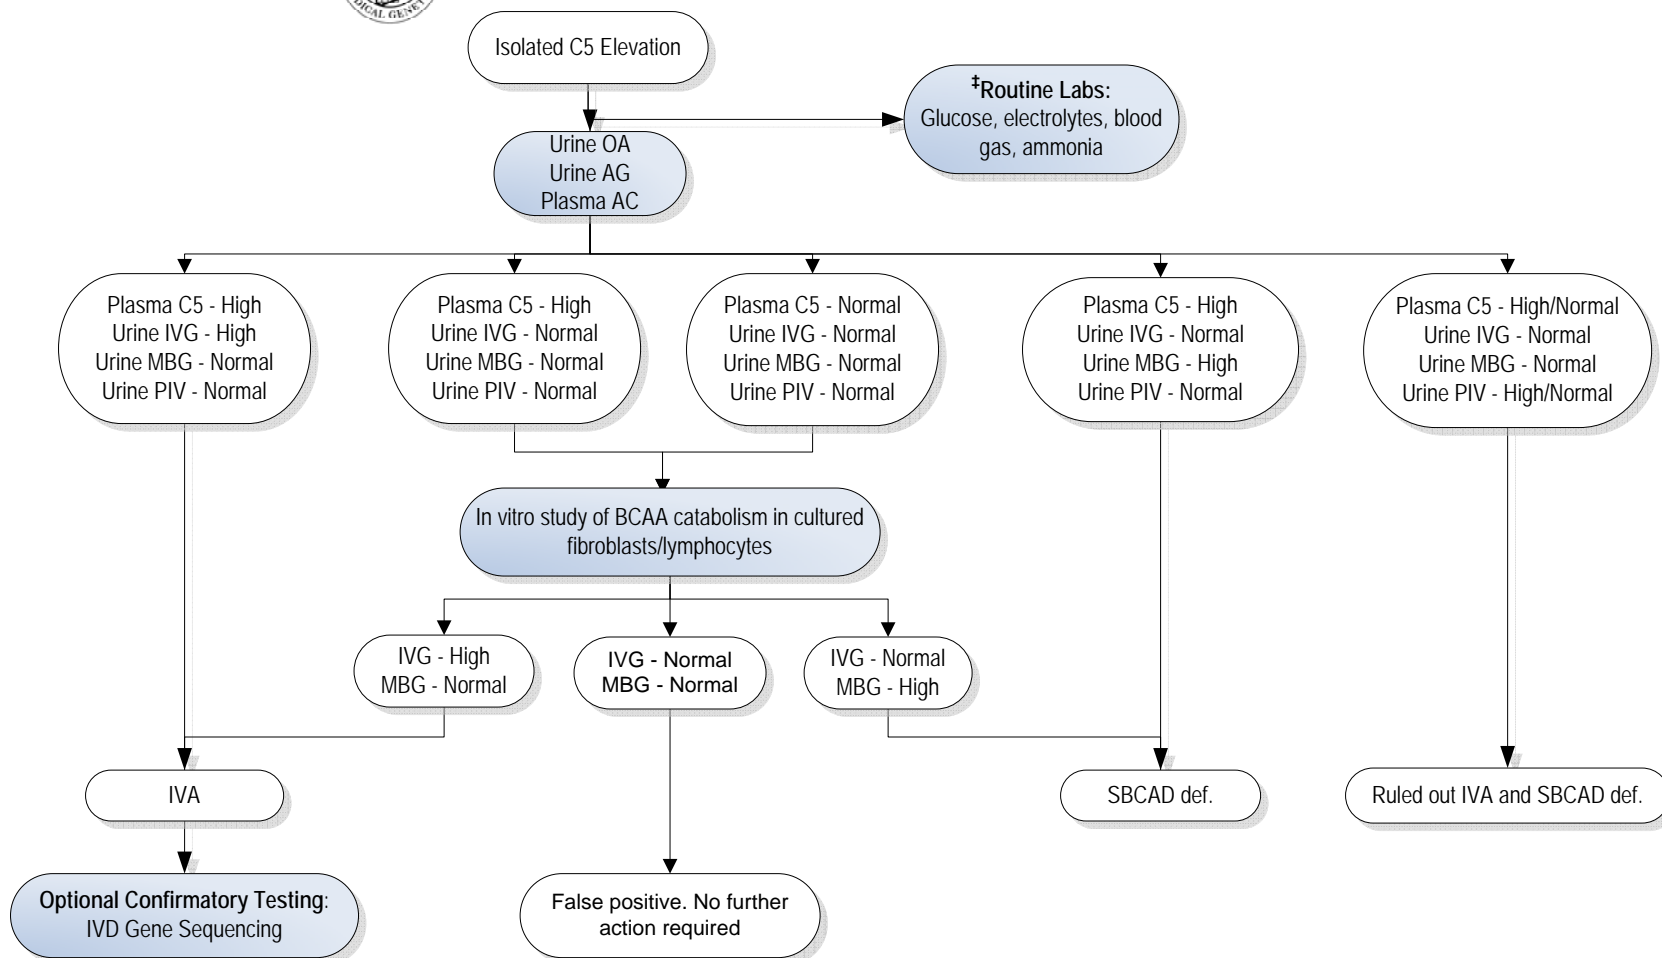 DICAL GENET
Isolated C5 Elevation
‡Routine Labs:
Glucose, electrolytes, blood
gas, ammonia
Urine OA
Urine AG
Plasma AC
Plasma C5 - High
Urine IVG - High
Urine MBG - Normal
Urine PIV - Normal
Plasma C5 - High
Urine IVG - Normal
Urine MBG - Normal
Urine PIV - Normal
Plasma C5 - Normal
Urine IVG - Normal
Urine MBG - Normal
Urine PIV - Normal
Plasma C5 - High
Urine IVG - Normal
Urine MBG - High
Urine PIV - Normal
Plasma C5 - High/Normal
Urine IVG - Normal
Urine MBG - Normal
Urine PIV - High/Normal
In vitro study of BCAA catabolism in cultured
fibroblasts/lymphocytes
IVG - High
MBG - Normal
IVG - Normal
MBG - Normal
IVG - Normal
MBG - High
IVA
SBCAD def.
Ruled out IVA and SBCAD def.
Optional Confirmatory Testing:
IVD Gene Sequencing
False positive. No further
action required